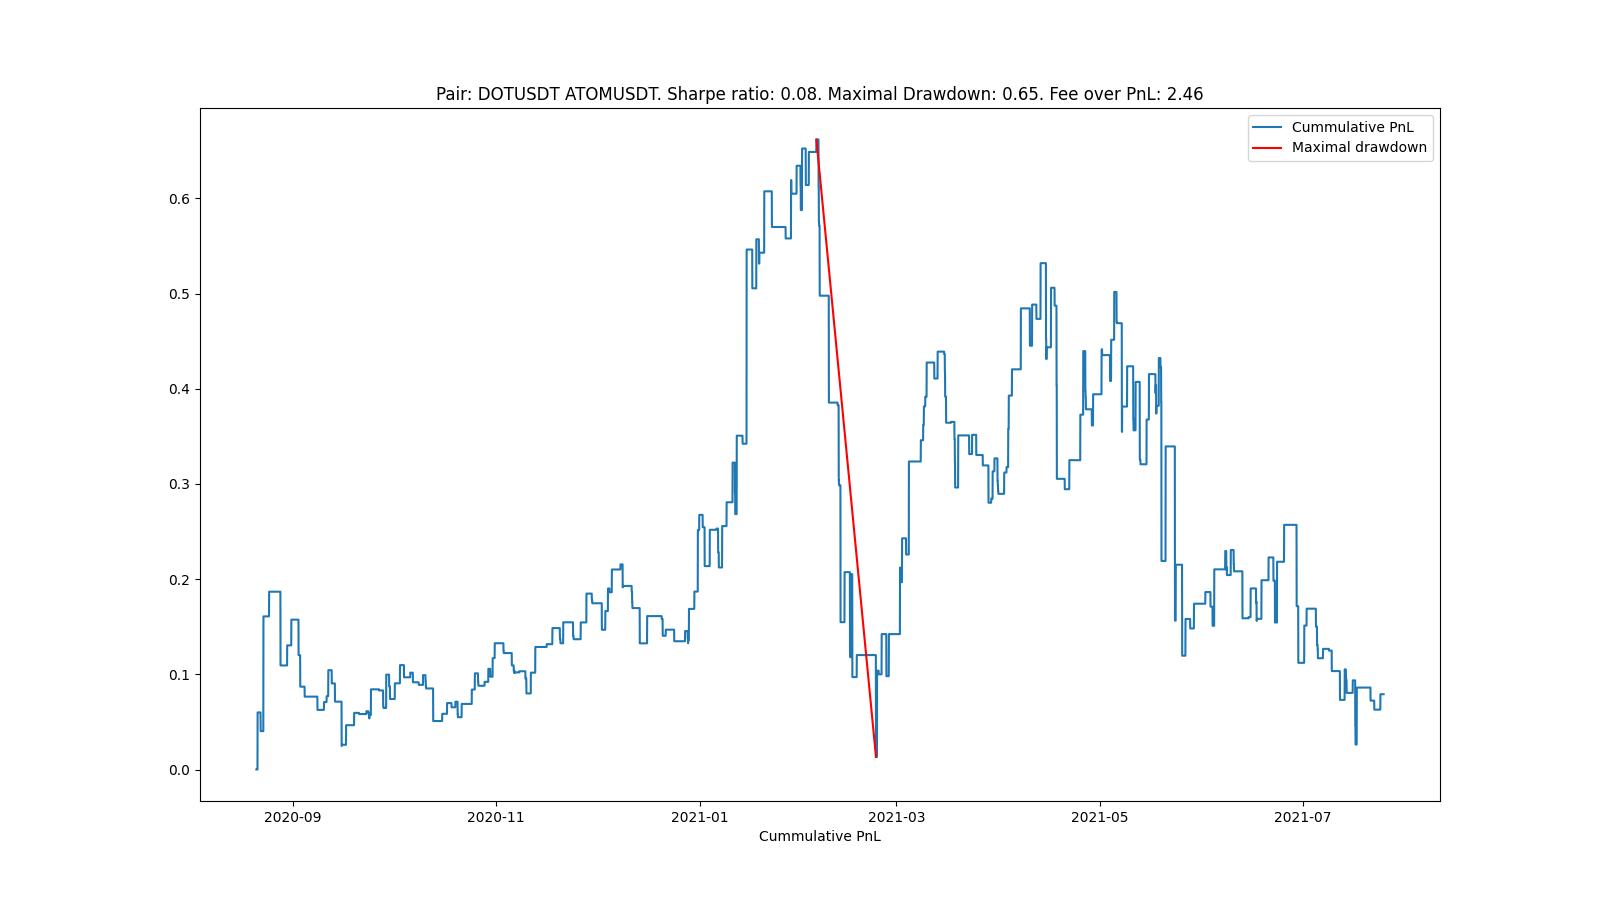 Pair: DOTUSDT ATOMUSDT. Sharpe ratio: 0.08. Maximal Drawdown: 0.65. Fee over PnL: 2.46
Cummulative PnL
Maximal drawdown
0.6
0.5
0.4
0.3
0.2
0.1
0.0
2020-09 2020-11 2021-01 2021-03 2021-05 2021-07
Cummulative PnL